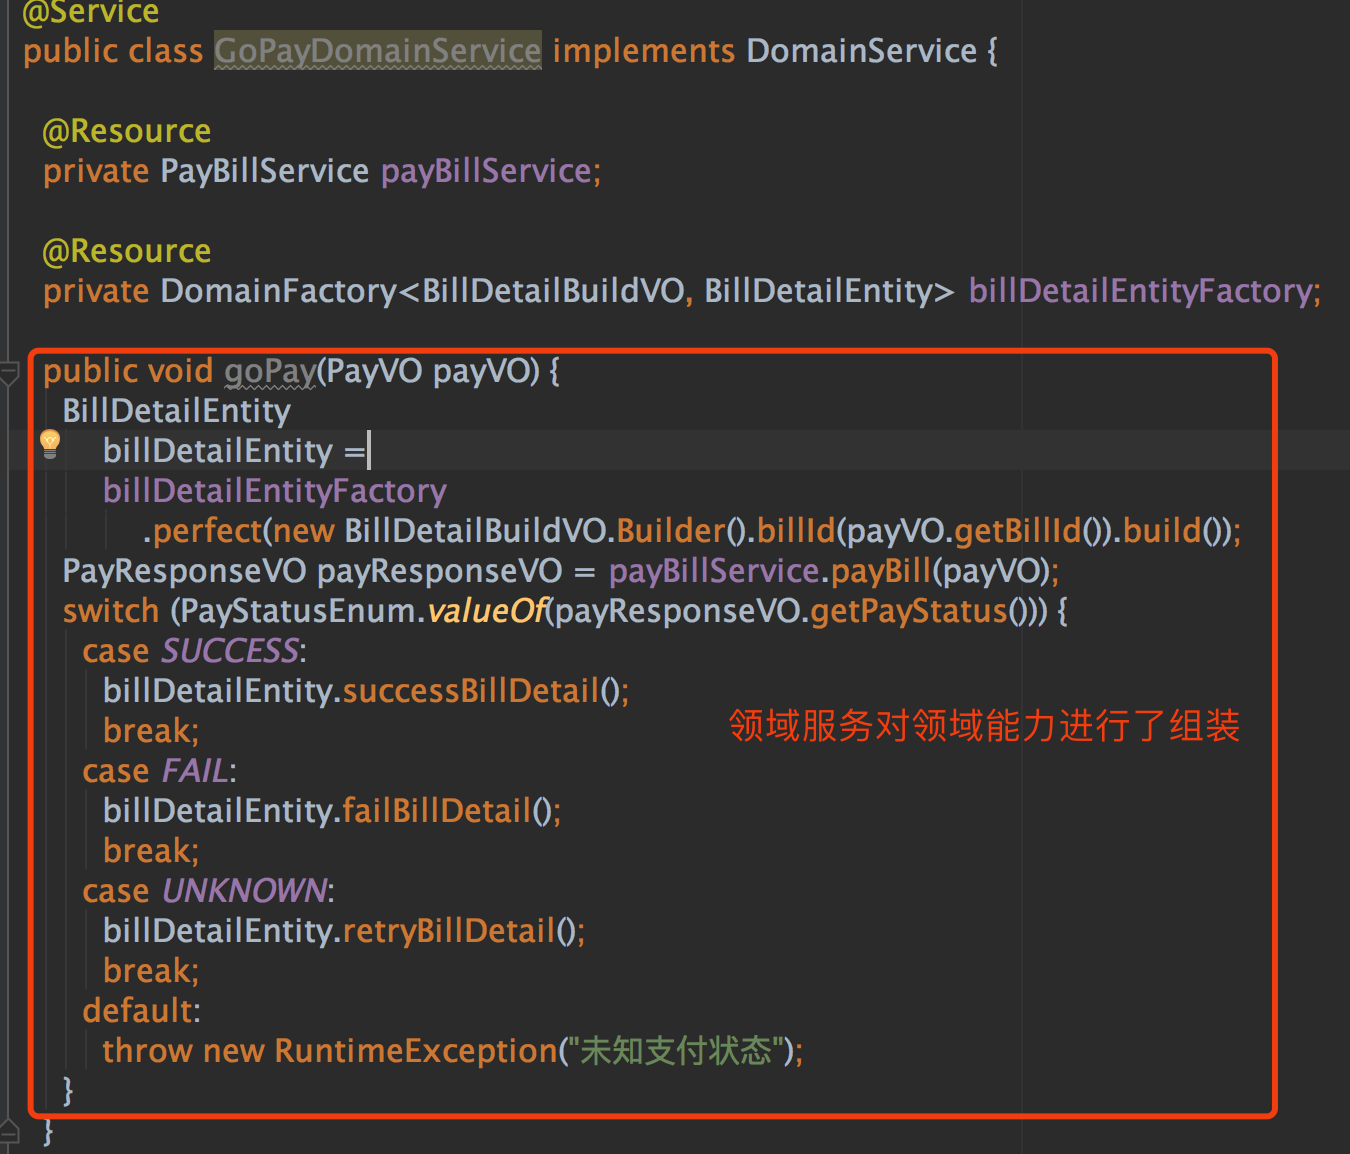 @Service
public class GoPayDomainService implements DomainService {
@Resource
private PayBillService payBillService;
@Resource
private DomainFactory<BillDetailBuildVO, BillDetailEntity> billDetailEntityFactory;
public void goPay(PayVO payVO) {
BillDetailEntity
billDetailEntity =
billDetailEntityFactory
.perfect(new BillDetailBuildVO.Builder().billId(payVO.getBillId()).build());
PayResponseVO payResponseVO = payBillService.payBill(payVO);
switch (PayStatusEnum.valueOf(payResponseVO.getPayStatus())) {
case SUCCESS:
billDetailEntity.successBillDetail();
领域服务对领域能力进行了组装
break;
case FAIL:
billDetailEntity.failBillDetail();
break;
case UNKNOWN:
billDetailEntity.retryBillDetail();
break;
default:
throw new RuntimeException("未知支付状态");
}
}